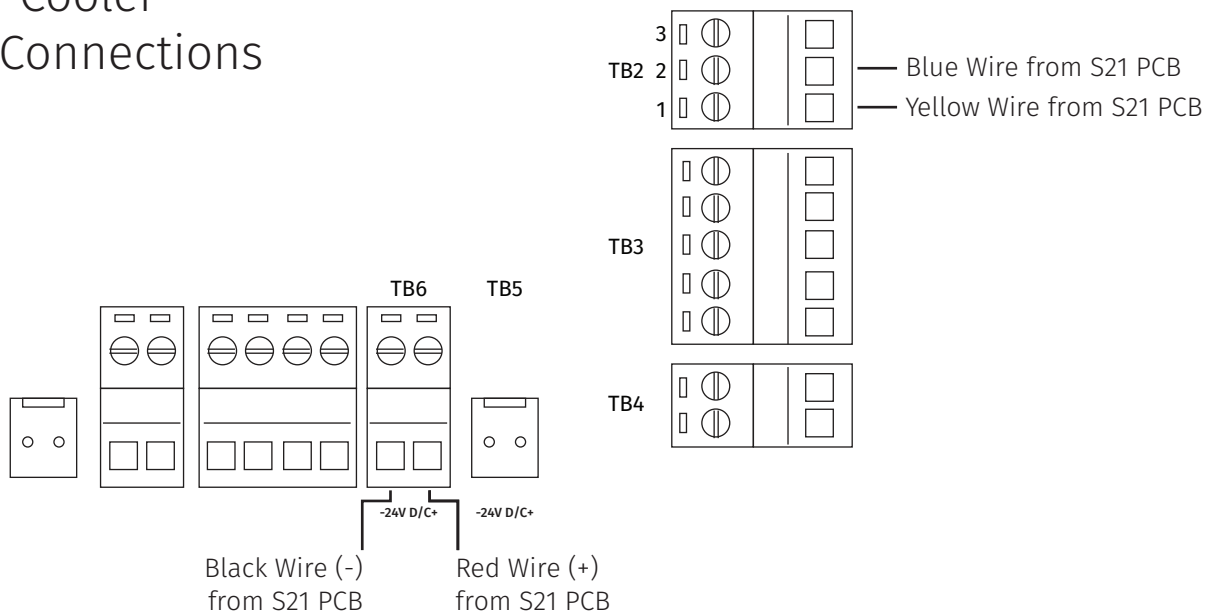 Cooler
Connections
3
TB2 2
1
Blue Wire from S21 PCB
Yellow Wire from S21 PCB
TB3
TB4
TB6
TB5
-24V D/C+
-24V D/C+
Black Wire (-)
from S21 PCB
Red Wire (+)
from S21 PCB